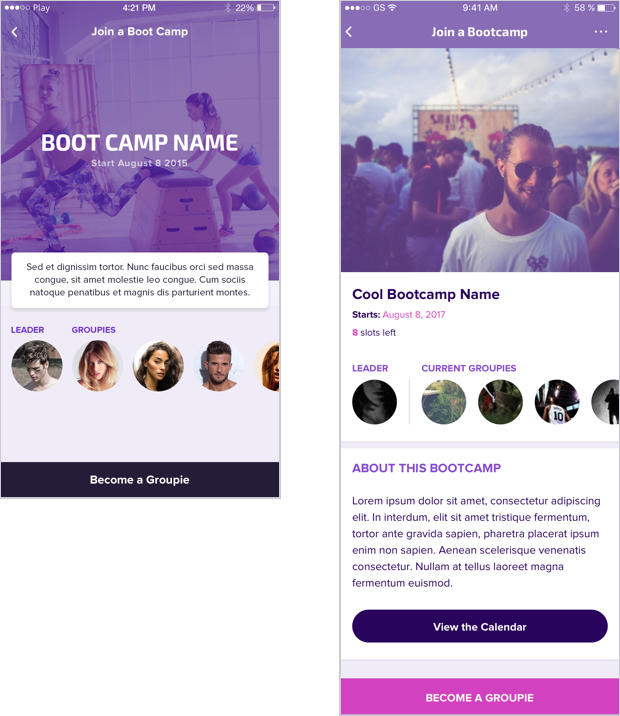 Play 4:21 PM 22%
Join a Boot Camp
BOOT CAMP NAME
Start August 8 2015
Sed et dignissim tortor. Nunc faucibus orci sed massa
congue, sit amet molestie leo congue. Cum sociis
natoque penatibus et magnis dis parturient montes.
LEADER GROUPIES
Become a Groupie
GS 9:41 AM 58 %
Join a Bootcamp
Cool Bootcamp Name
Starts: August 8, 2017
8 slots left
LEADER CURRENT GROUPIES
10
ABOUT THIS BOOTCAMP
Lorem ipsum dolor sit amet, consectetur adipiscing
elit. In interdum, elit sit amet tristique fermentum,
tortor ante gravida sapien, pharetra placerat ipsum
enim non sapien. Aenean scelerisque venenatis
consectetur. Nullam at tellus laoreet magna
fermentum euismod.
View the Calendar
BECOME A GROUPIE